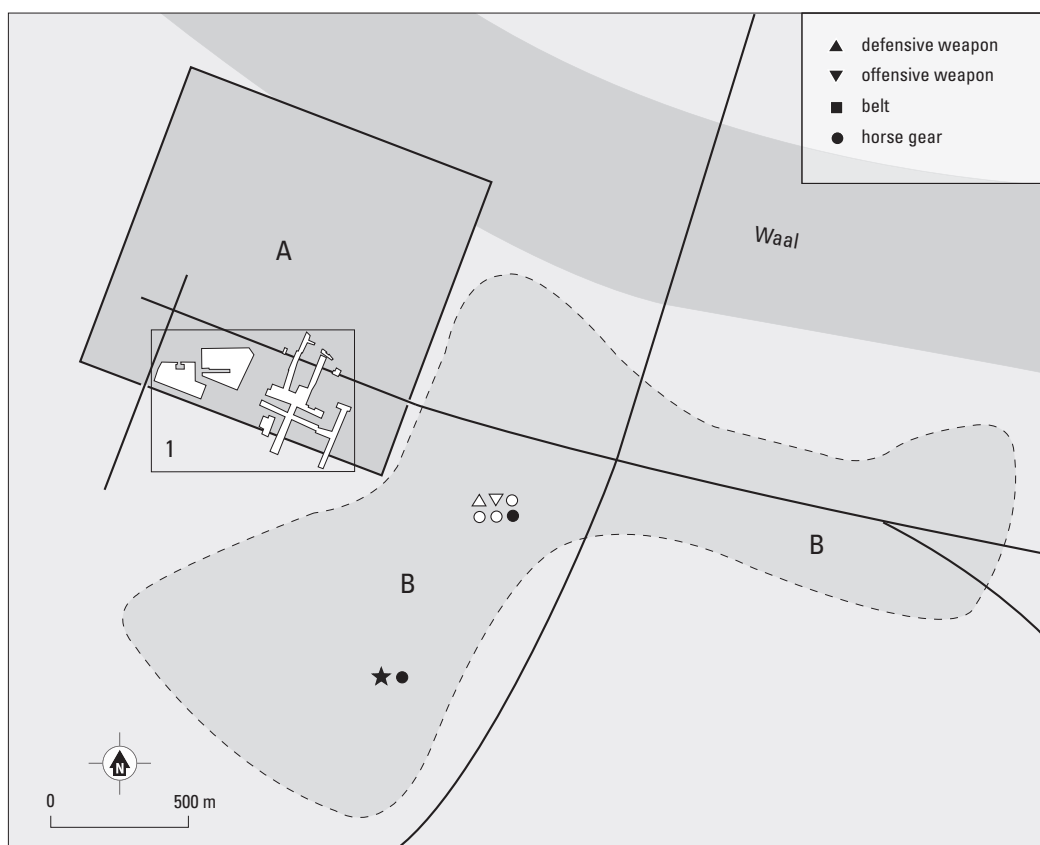 defensive weapon
offensive weapon
belt
horse gear
Waal
A
1
B
B
N
0 500 m